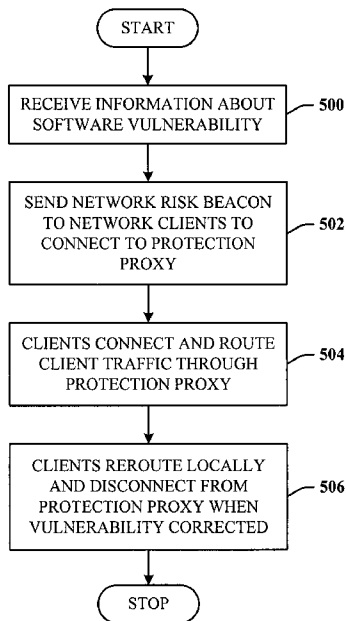 START
RECEIVE INFORMATION ABOUT
SOFTWARE VULNERABILITY
500
SEND NETWORK RISK BEACON
TO NETWORK CLIENTS TO
CONNECT TO PROTECTION
PROXY
502
CLIENTS CONNECT AND ROUTE
CLIENT TRAFFIC THROUGH
PROTECTION PROXY
504
CLIENTS REROUTE LOCALLY
AND DISCONNECT FROM
PROTECTION PROXY WHEN
VULNERABILITY CORRECTED
506
STOP